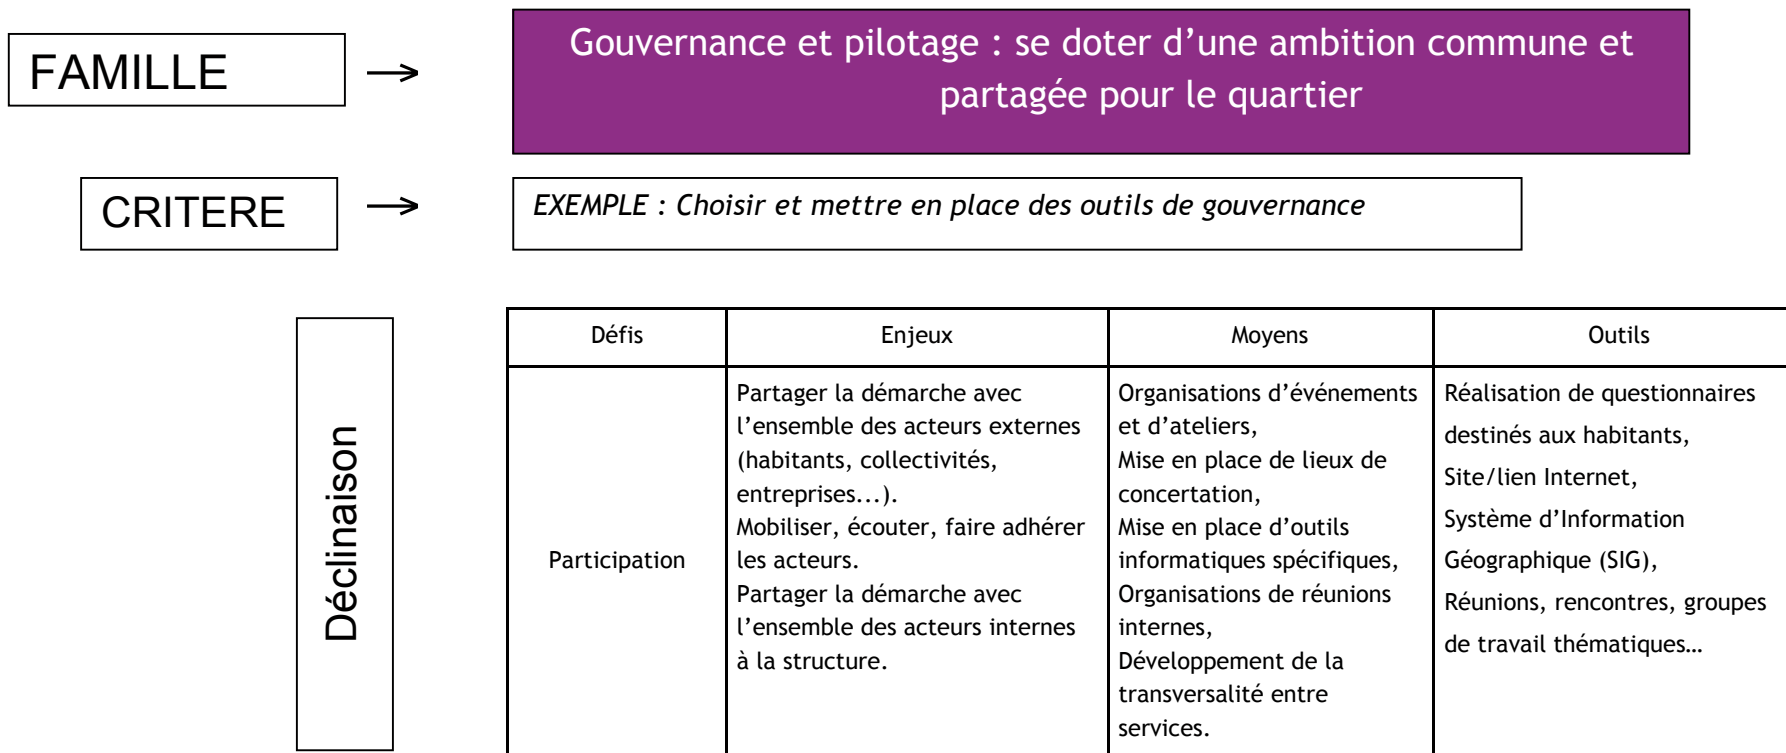 FAMILLE
Gouvernance et pilotage : se doter d’une ambition commune et
partagée pour le quartier
CRITERE
EXEMPLE : Choisir et mettre en place des outils de gouvernance
Déclinaison
Défis
Enjeux
Moyens
Outils
Participation
Partager la démarche avec
l’ensemble des acteurs externes
(habitants, collectivités,
entreprises...).
Mobiliser, écouter, faire adhérer
les acteurs.
Partager la démarche avec
l’ensemble des acteurs internes
à la structure.
Organisations d’événements
et d’ateliers,
Mise en place de lieux de
concertation,
Mise en place d’outils
informatiques spécifiques,
Organisations de réunions
internes,
Développement de la
transversalité entre
services.
Réalisation de questionnaires
destinés aux habitants,
Site/lien Internet,
Système d’Information
Géographique (SIG),
Réunions, rencontres, groupes
de travail thématiques…